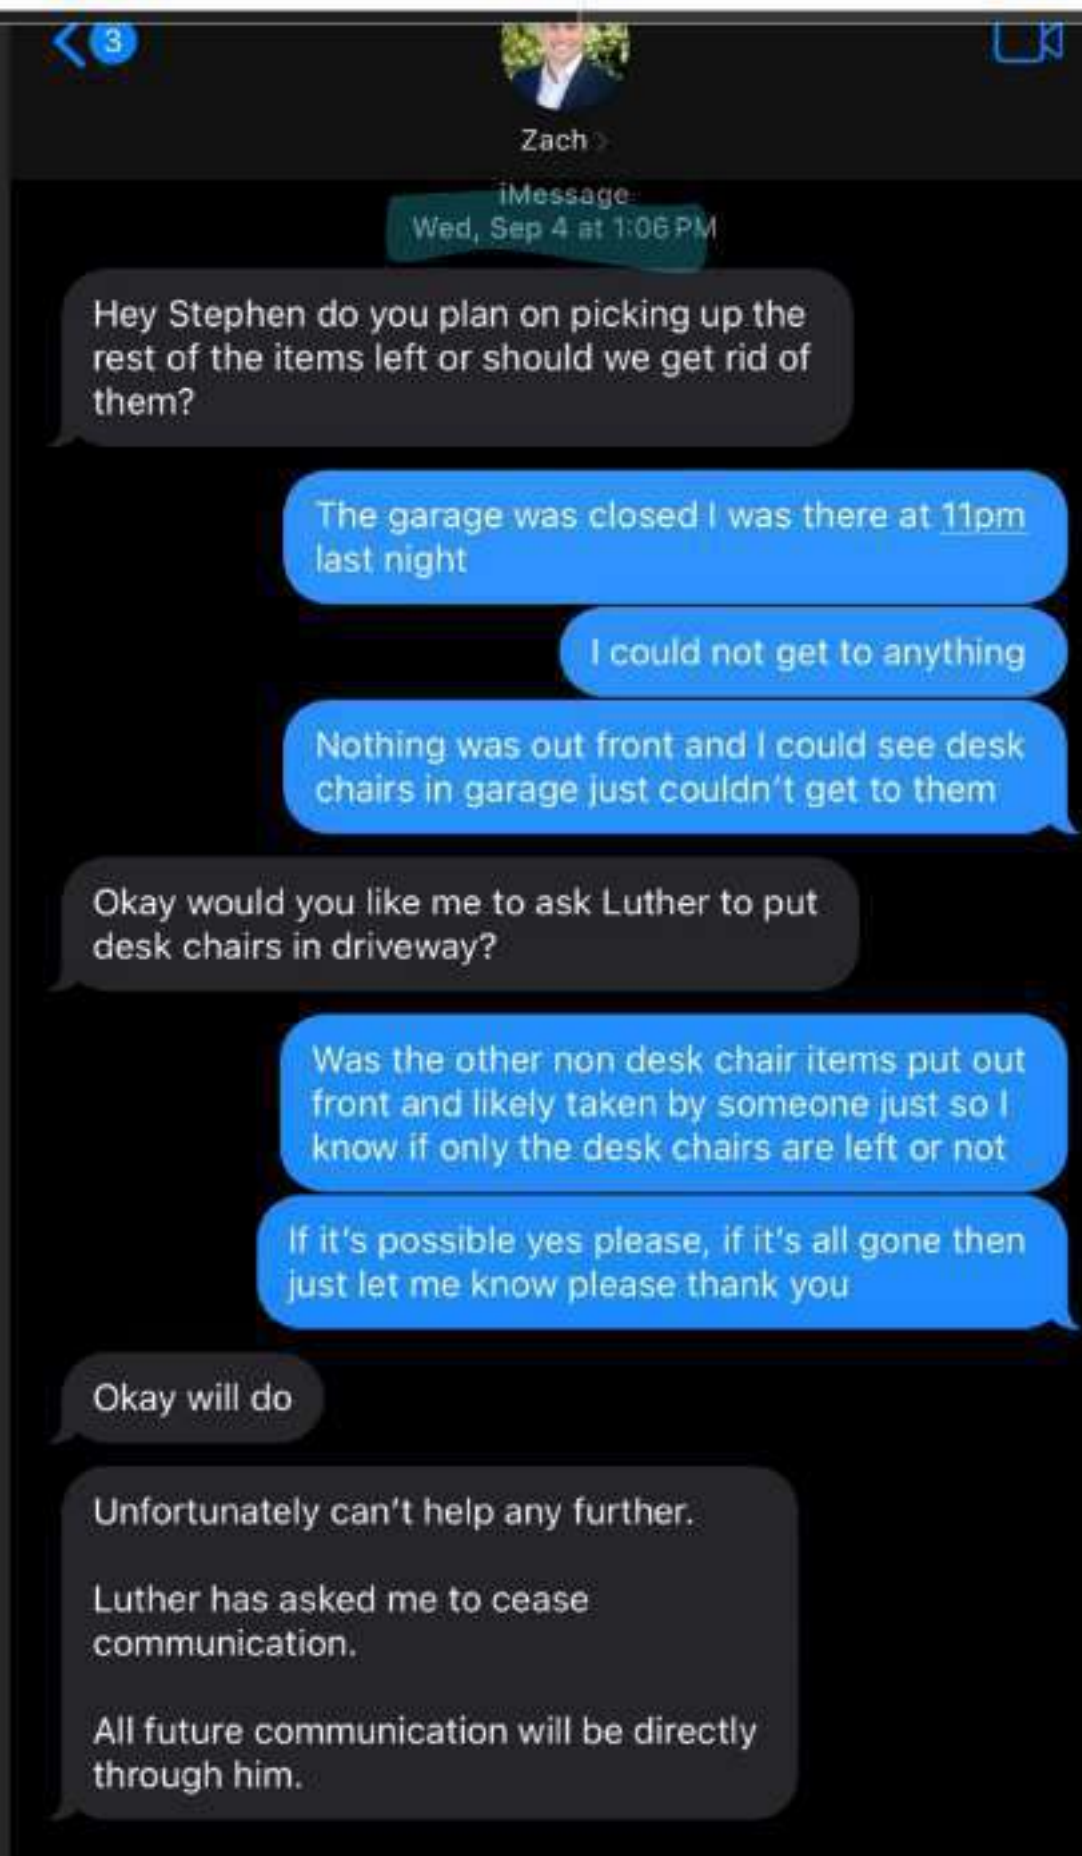 3
Zach
iMessage
Wed, Sep 4 at 1:06 PM
Hey Stephen do you plan on picking up the
rest of the items left or should we get rid of
them?
The garage was closed I was there at 11pm
last night
I could not get to anything
Nothing was out front and I could see desk
chairs in garage just couldn't get to them
Okay would you like me to ask Luther to put
desk chairs in driveway?
Was the other non desk chair items put out
front and likely taken by someone just so I
know if only the desk chairs are left or not
If it's possible yes please, if it's all gone then
just let me know please thank you
Okay will do
Unfortunately can't help any further.
Luther has asked me to cease
communication.
All future communication will be directly
through him.